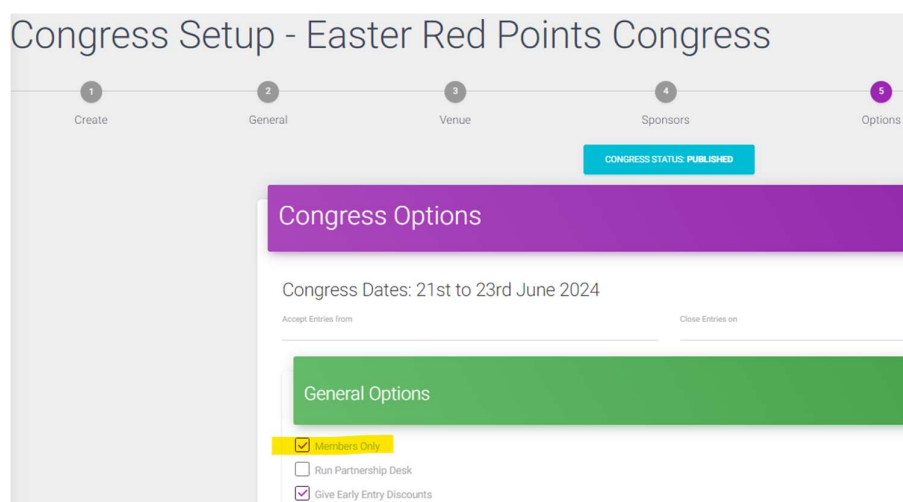 Congress Setup - Easter Red Points Congress
1 2 3 4 5
Create General Venue Sponsors Options
CONGRESS STATUS: PUBLISHED
Congress Options
Congress Dates: 21st to 23rd June 2024
Accept Entries from Close Entries on
General Options
Members Only
Run Partnership Desk
Give Early Entry Discounts